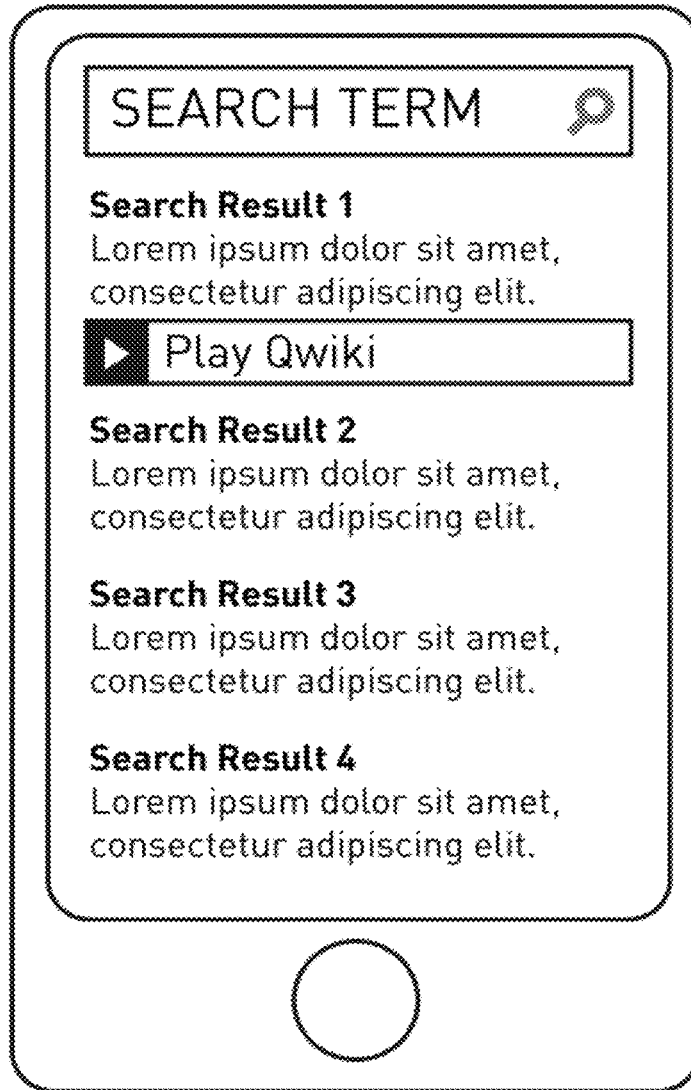 SEARCH TERM
Search Result 1
Lorem ipsum dolor sit amet,
consectetur adipiscing elit.
Play Qwiki
Search Result 2
Lorem ipsum dolor sit amet,
consectetur adipiscing elit.
Search Result 3
Lorem ipsum dolor sit amet,
consectetur adipiscing elit.
Search Result 4
Lorem ipsum dolor sit amet,
consectetur adipiscing elit.